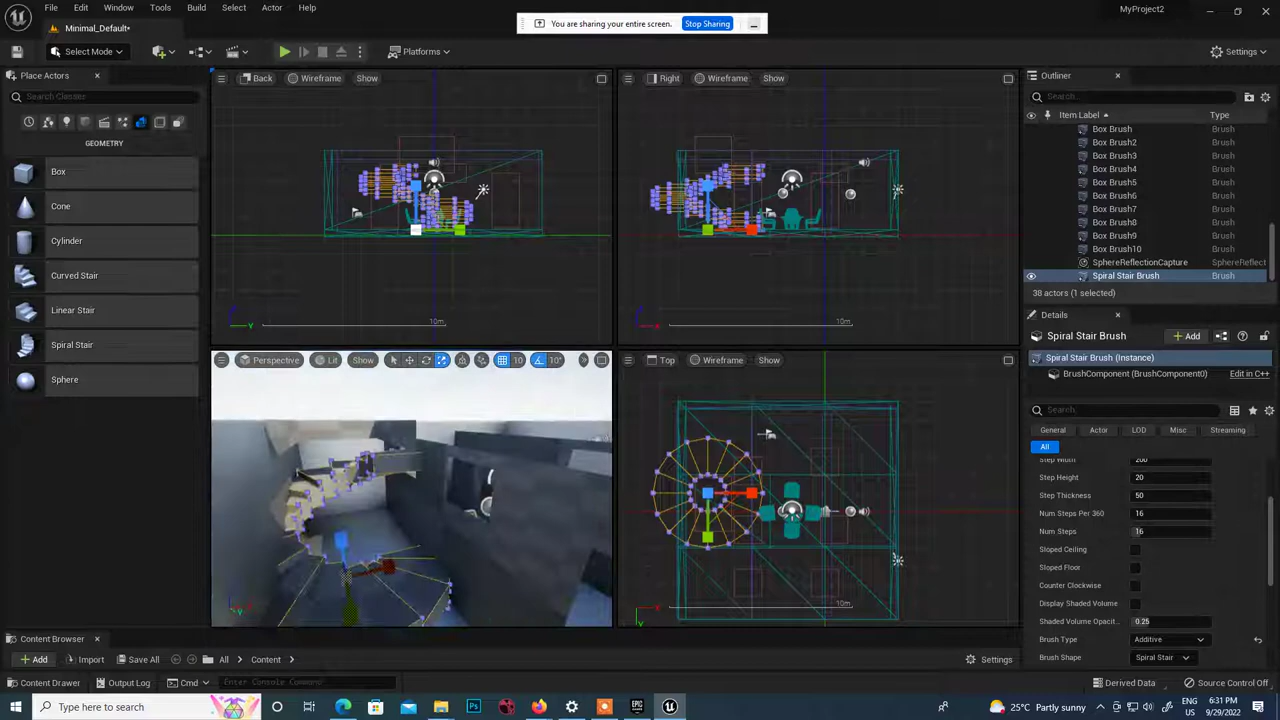 File Edit Window Tools Build Select Actor Help
MyProject2
You are sharing your entire screen. Stop Sharing
Minimal_Default
Select Mode
Platforms
Settings
Place Actors
Search Classes
GEOMETRY
Cone
Cylinder
Curved Stair
Linear Stair
Spiral Stair
Sphere
Back Wireframe Show
10m
Right Wireframe Show
10m
Perspective Lit Show 10 10°
Top Wireframe Show
10m
Outliner
Search...
Item Label Type
Box Brush Brush
Box Brush2 Brush
Box Brush3 Brush
Box Brush4 Brush
Box Brush5 Brush
Box Brush6 Brush
Box Brush7 Brush
Box Brush8 Brush
Box Brush9 Brush
Box Brush10 Brush
SphereReflectionCapture SphereReflect
Spiral Stair Brush Brush
38 actors (1 selected)
Details
Spiral Stair Brush Add
Spiral Stair Brush (Instance)
BrushComponent (BrushComponent0) Edit in C++
Search
General Actor LOD Misc Streaming
All
Step Width 200
Step Height 20
Step Thickness 50
Num Steps Per 360 16
Num Steps 16
Sloped Ceiling
Sloped Floor
Counter Clockwise
Display Shaded Volume
Shaded Volume Opacit... 0.25
Brush Type Additive
Brush Shape Spiral Stair
Content Browser
Add Import Save All All Content Settings
Content Drawer Output Log Cmd Enter Console Command Derived Data Source Control Off
Type here to search
25°C Partly sunny
6:31 PM
9/29/2022